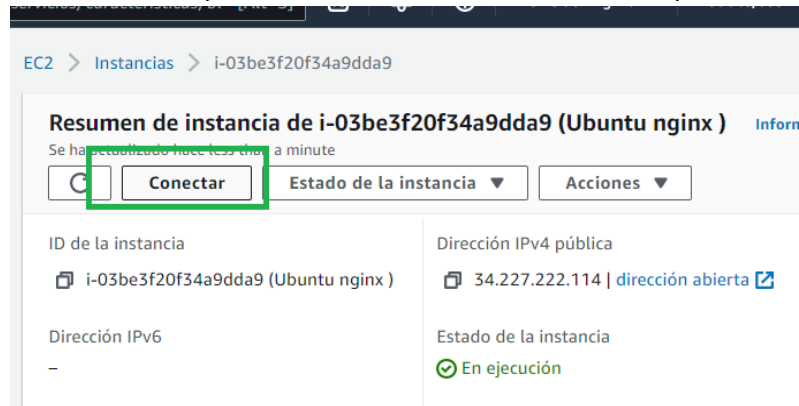 EC2 > Instancias > i-03be3f20f34a9dda9
Resumen de instancia de i-03be3f20f34a9dda9 (Ubuntu nginx ) Inform
Se ha actualizado hace less than a minute
Conectar Estado de la instancia ▼ Acciones ▼
ID de la instancia
i-03be3f20f34a9dda9 (Ubuntu nginx )
Dirección IPv4 pública
34.227.222.114 | dirección abierta
Dirección IPv6
–
Estado de la instancia
En ejecución